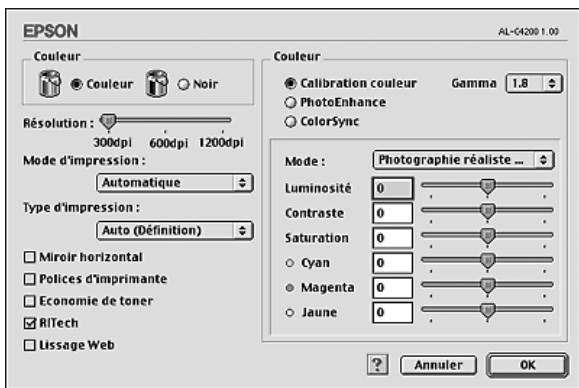 EPSON
AL-C4200 1.00
Couleur
Couleur
Noir
Résolution :
300dpi 600dpi 1200dpi
Mode d'impression :
Automatique
Type d'impression :
Auto (Définition)
Miroir horizontal
Polices d'imprimante
Economie de toner
RITech
Lissage Web
Couleur
Calibration couleur
Gamma 1.8
PhotoEnhance
ColorSync
Mode : Photographie réaliste ...
Luminosité 0
Contraste 0
Saturation 0
Cyan 0
Magenta 0
Jaune 0
? Annuler OK